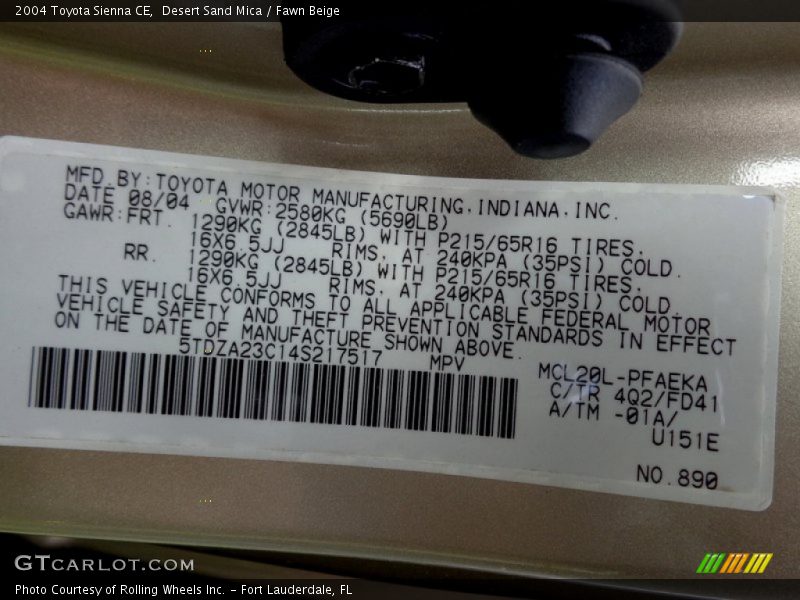 2004 Toyota Sienna CE,  Desert Sand Mica / Fawn Beige
MFD.BY:TOYOTA MOTOR MANUFACTURING.INDIANA.INC.
DATE 08/04   GVWR:2580KG (5690LB)
GAWR:FRT.  1290KG (2845LB) WITH P215/65R16 TIRES.
16X6.5JJ    RIMS, AT 240KPA (35PSI) COLD.
RR.   1290KG (2845LB) WITH P215/65R16 TIRES.
16X6.5JJ    RIMS, AT 240KPA (35PSI) COLD.
THIS VEHICLE CONFORMS TO ALL APPLICABLE FEDERAL MOTOR
VEHICLE SAFETY AND THEFT PREVENTION STANDARDS IN EFFECT
ON THE DATE OF MANUFACTURE SHOWN ABOVE.
5TDZA23C14S217517    MPV
MCL20L-PFAEKA
C/TR 4Q2/FD41
A/TM -01A/
U151E
NO.890
GTCARLOT.COM
Photo Courtesy of Rolling Wheels Inc. - Fort Lauderdale, FL